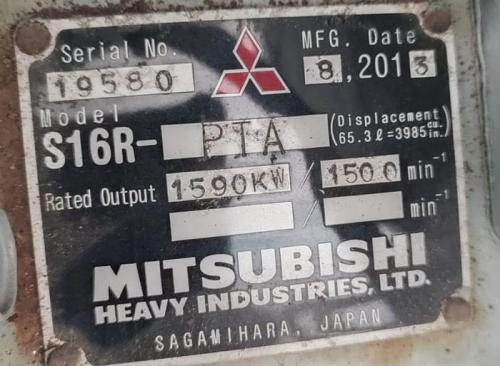 Serial No. MFG. Date
19580 8,2013
Model
S16R-PTA (Displacement 65.3ℓ=3985cu. in.)
Rated Output 1590KW/1500 min⁻¹
/ min⁻¹
MITSUBISHI
HEAVY INDUSTRIES, LTD.
SAGAMIHARA, JAPAN